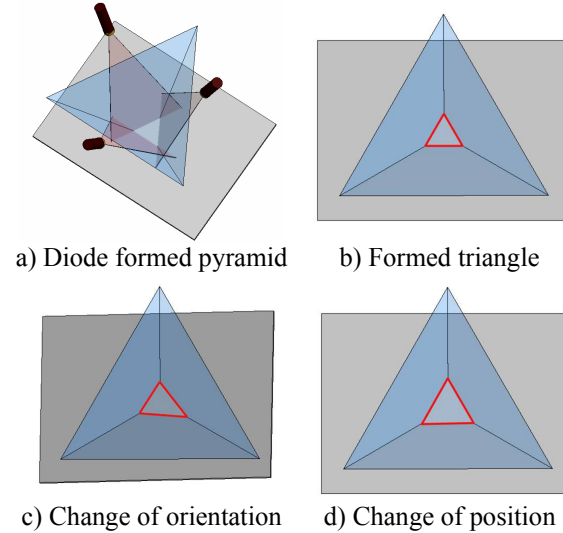 a) Diode formed pyramid
b) Formed triangle
c) Change of orientation
d) Change of position